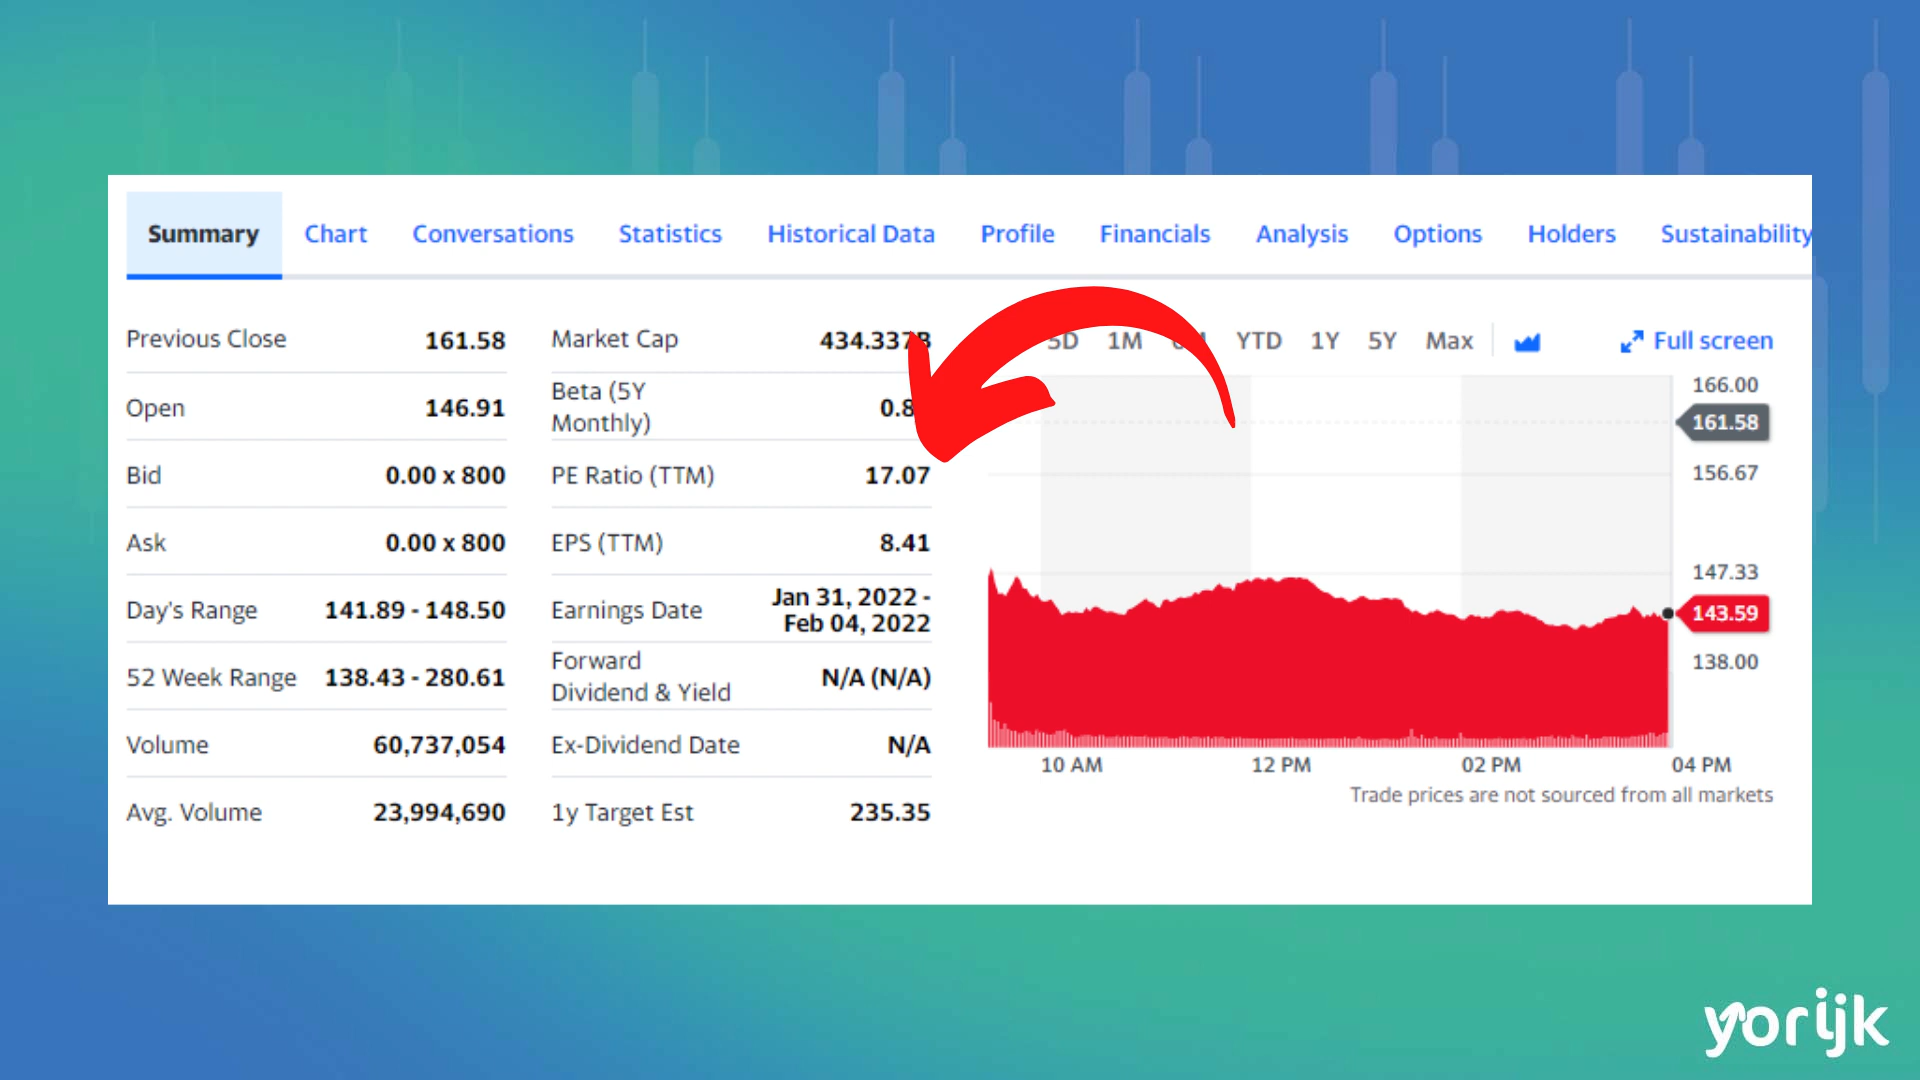 Summary Chart Conversations Statistics Historical Data Profile Financials Analysis Options Holders Sustainability
Previous Close 161.58
Open 146.91
Bid 0.00 x 800
Ask 0.00 x 800
Day's Range 141.89 - 148.50
52 Week Range 138.43 - 280.61
Volume 60,737,054
Avg. Volume 23,994,690
Market Cap 434.337B
Beta (5Y
Monthly)
PE Ratio (TTM) 17.07
EPS (TTM) 8.41
Earnings Date Jan 31, 2022 -
Feb 04, 2022
Forward
Dividend & Yield N/A (N/A)
Ex-Dividend Date N/A
1y Target Est 235.35
5D 1M YTD 1Y 5Y Max Full screen
166.00
161.58
156.67
147.33
143.59
138.00
10 AM 12 PM 02 PM 04 PM
Trade prices are not sourced from all markets
yorijk